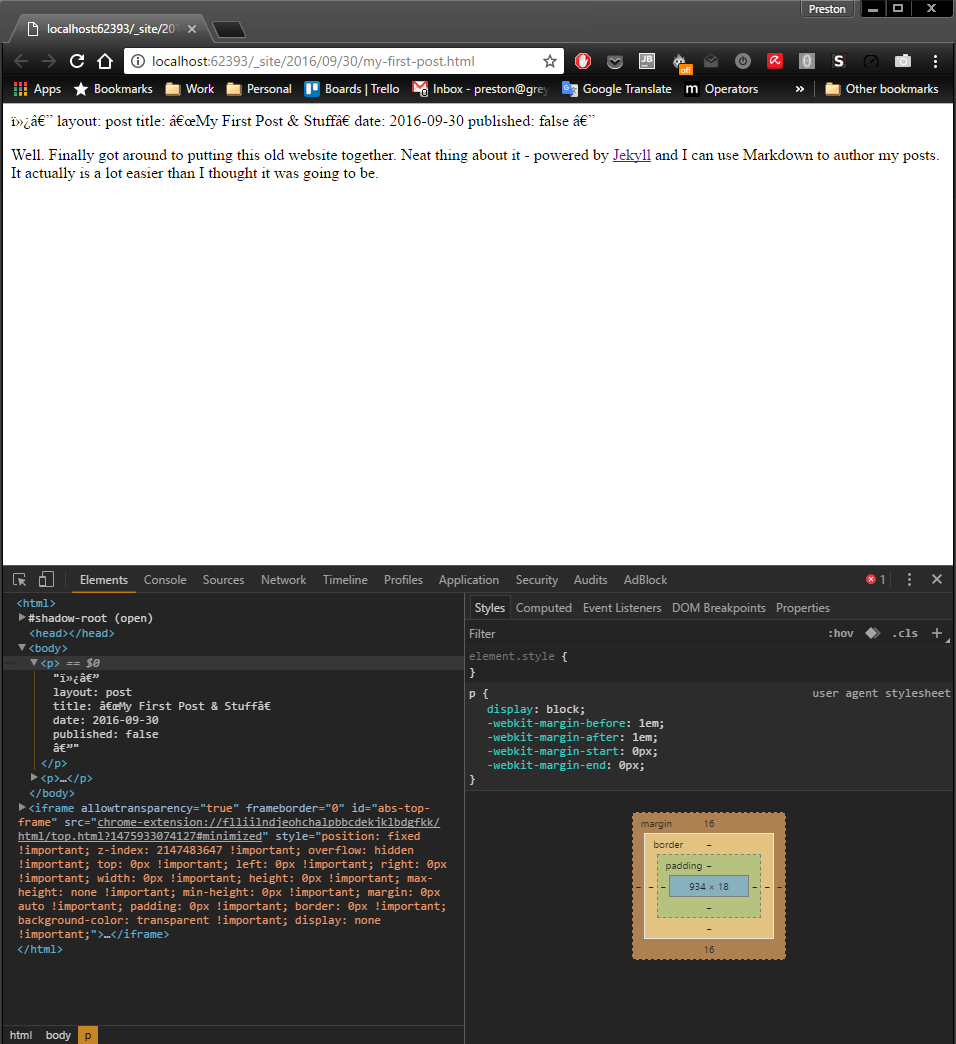 Preston
localhost:62393/_site/201
localhost:62393/_site/2016/09/30/my-first-post.html
JB
off
S
Apps Bookmarks Work Personal Boards | Trello Inbox - preston@grey Google Translate m Operators » Other bookmarks
ï»¿â€” layout: post title: â€œMy First Post & Stuffâ€ date: 2016-09-30 published: false â€”
Well. Finally got around to putting this old website together. Neat thing about it - powered by Jekyll and I can use Markdown to author my posts.
It actually is a lot easier than I thought it was going to be.
Elements Console Sources Network Timeline Profiles Application Security Audits AdBlock 1
<html>
#shadow-root (open)
<head></head>
<body>
<p> == $0
"ï»¿â€”
layout: post
title: â€œMy First Post & Stuffâ€
date: 2016-09-30
published: false
â€”"
</p>
<p>…</p>
</body>
<iframe allowtransparency="true" frameborder="0" id="abs-top-
frame" src="chrome-extension://flliilndjeohchalpbbcdekjklbdgfkk/
html/top.html?1475933074127#minimized" style="position: fixed
!important; z-index: 2147483647 !important; overflow: hidden
!important; top: 0px !important; left: 0px !important; right: 0px
!important; width: 0px !important; height: 0px !important; max-
height: none !important; min-height: 0px !important; margin: 0px
auto !important; padding: 0px !important; border: 0px !important;
background-color: transparent !important; display: none
!important;">…</iframe>
</html>
html body p
Styles Computed Event Listeners DOM Breakpoints Properties
Filter :hov .cls +
element.style {
}
p { user agent stylesheet
display: block;
-webkit-margin-before: 1em;
-webkit-margin-after: 1em;
-webkit-margin-start: 0px;
-webkit-margin-end: 0px;
}
margin 16
border –
padding –
– – – 934 × 18 – – –
–
–
16